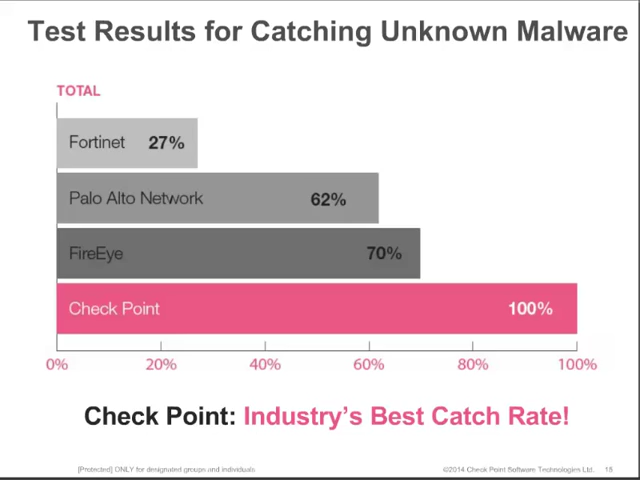 Test Results for Catching Unknown Malware
TOTAL
Fortinet 27%
Palo Alto Network 62%
FireEye 70%
Check Point 100%
0% 20% 40% 60% 80% 100%
Check Point: Industry's Best Catch Rate!
[Protected] ONLY for designated groups and individuals ©2014 Check Point Software Technologies Ltd. 15